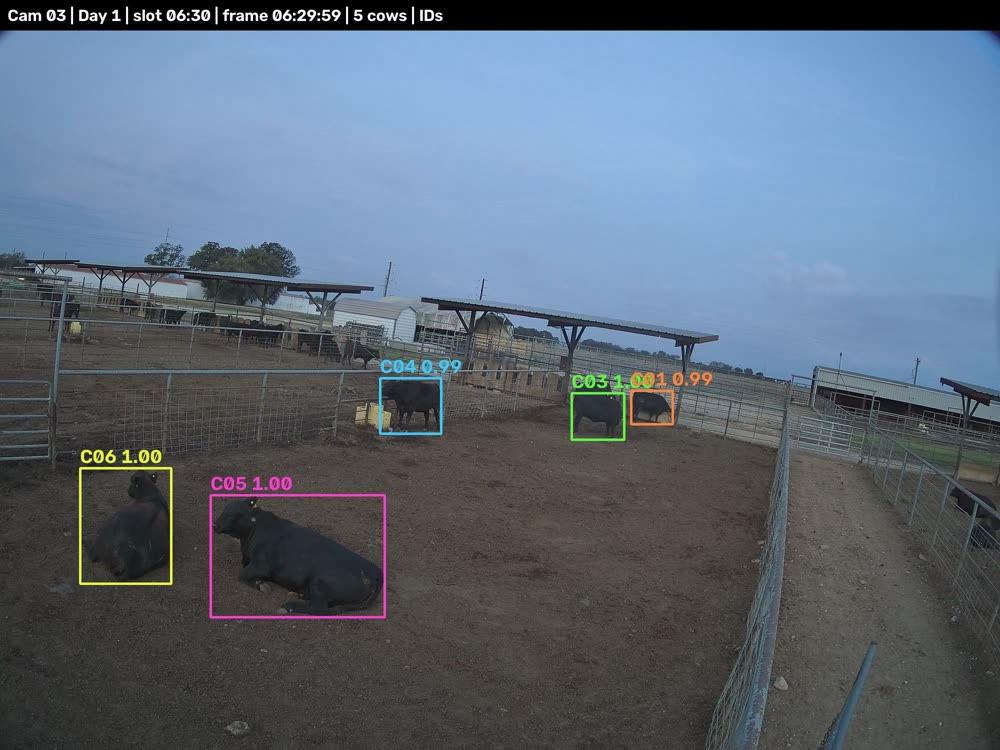 Cam 03 | Day 1 | slot 06:30 | frame 06:29:59 | 5 cows | IDs
C04 0.99
C03 1.00
C01 0.99
C06 1.00
C05 1.00